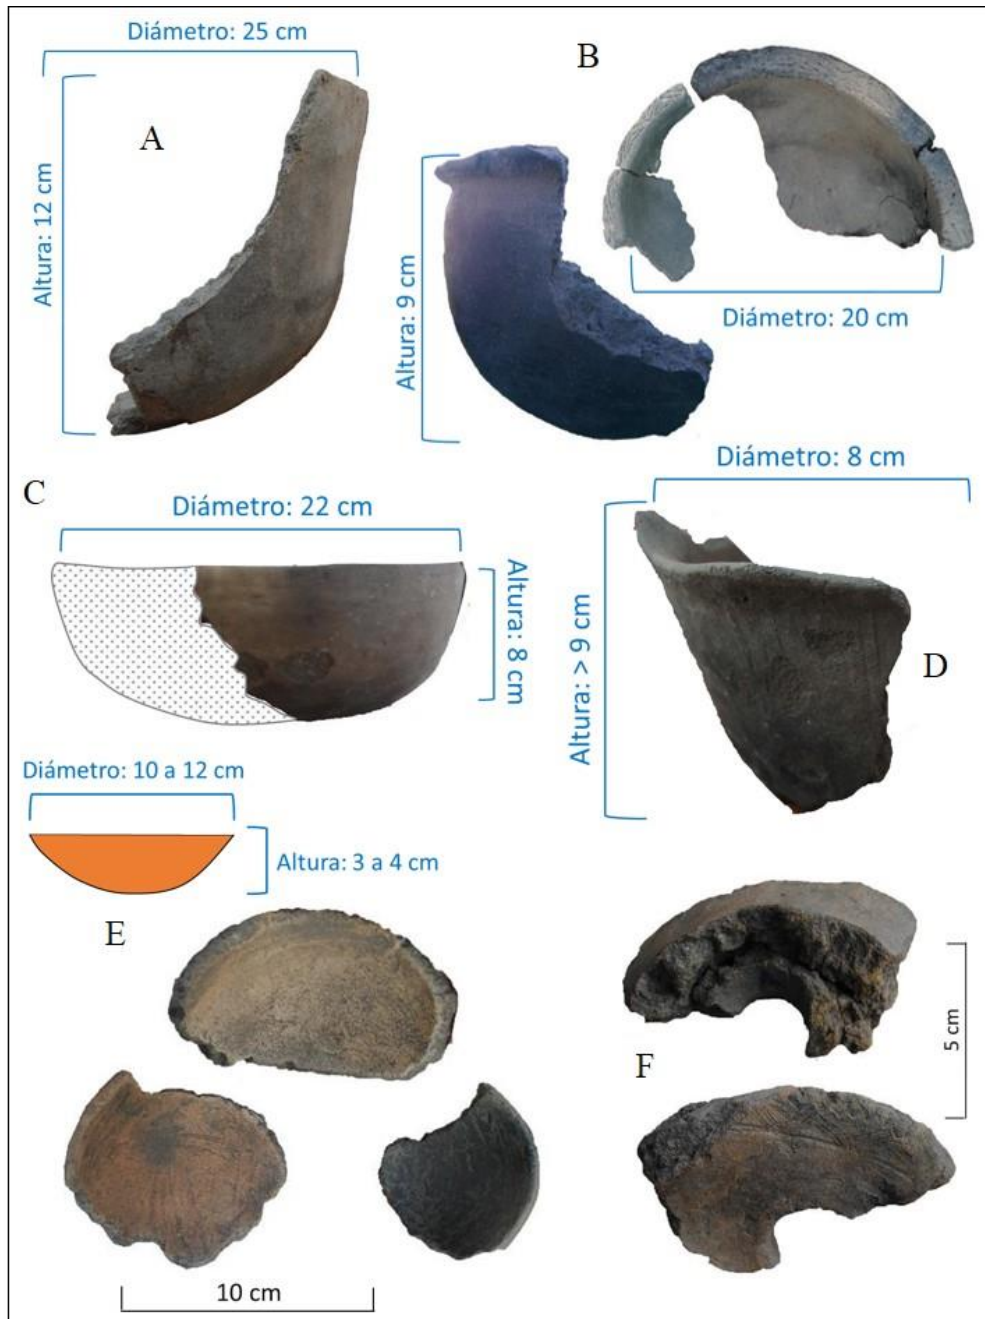 Diámetro: 25 cm
A
Altura: 12 cm
B
Altura: 9 cm
Diámetro: 20 cm
C
Diámetro: 22 cm
Altura: 8 cm
Diámetro: 8 cm
Altura: > 9 cm
D
Diámetro: 10 a 12 cm
Altura: 3 a 4 cm
E
10 cm
F
5 cm